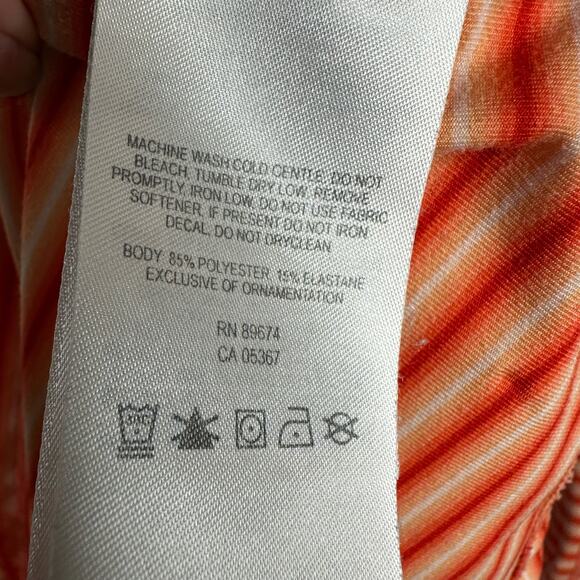 MACHINE WASH COLD GENTLE, DO NOT
BLEACH, TUMBLE DRY LOW, REMOVE
PROMPTLY, IRON LOW, DO NOT USE FABRIC
SOFTENER, IF PRESENT DO NOT IRON
DECAL, DO NOT DRYCLEAN
BODY 85% POLYESTER 15% ELASTANE
EXCLUSIVE OF ORNAMENTATION
RN 89674
CA 05367